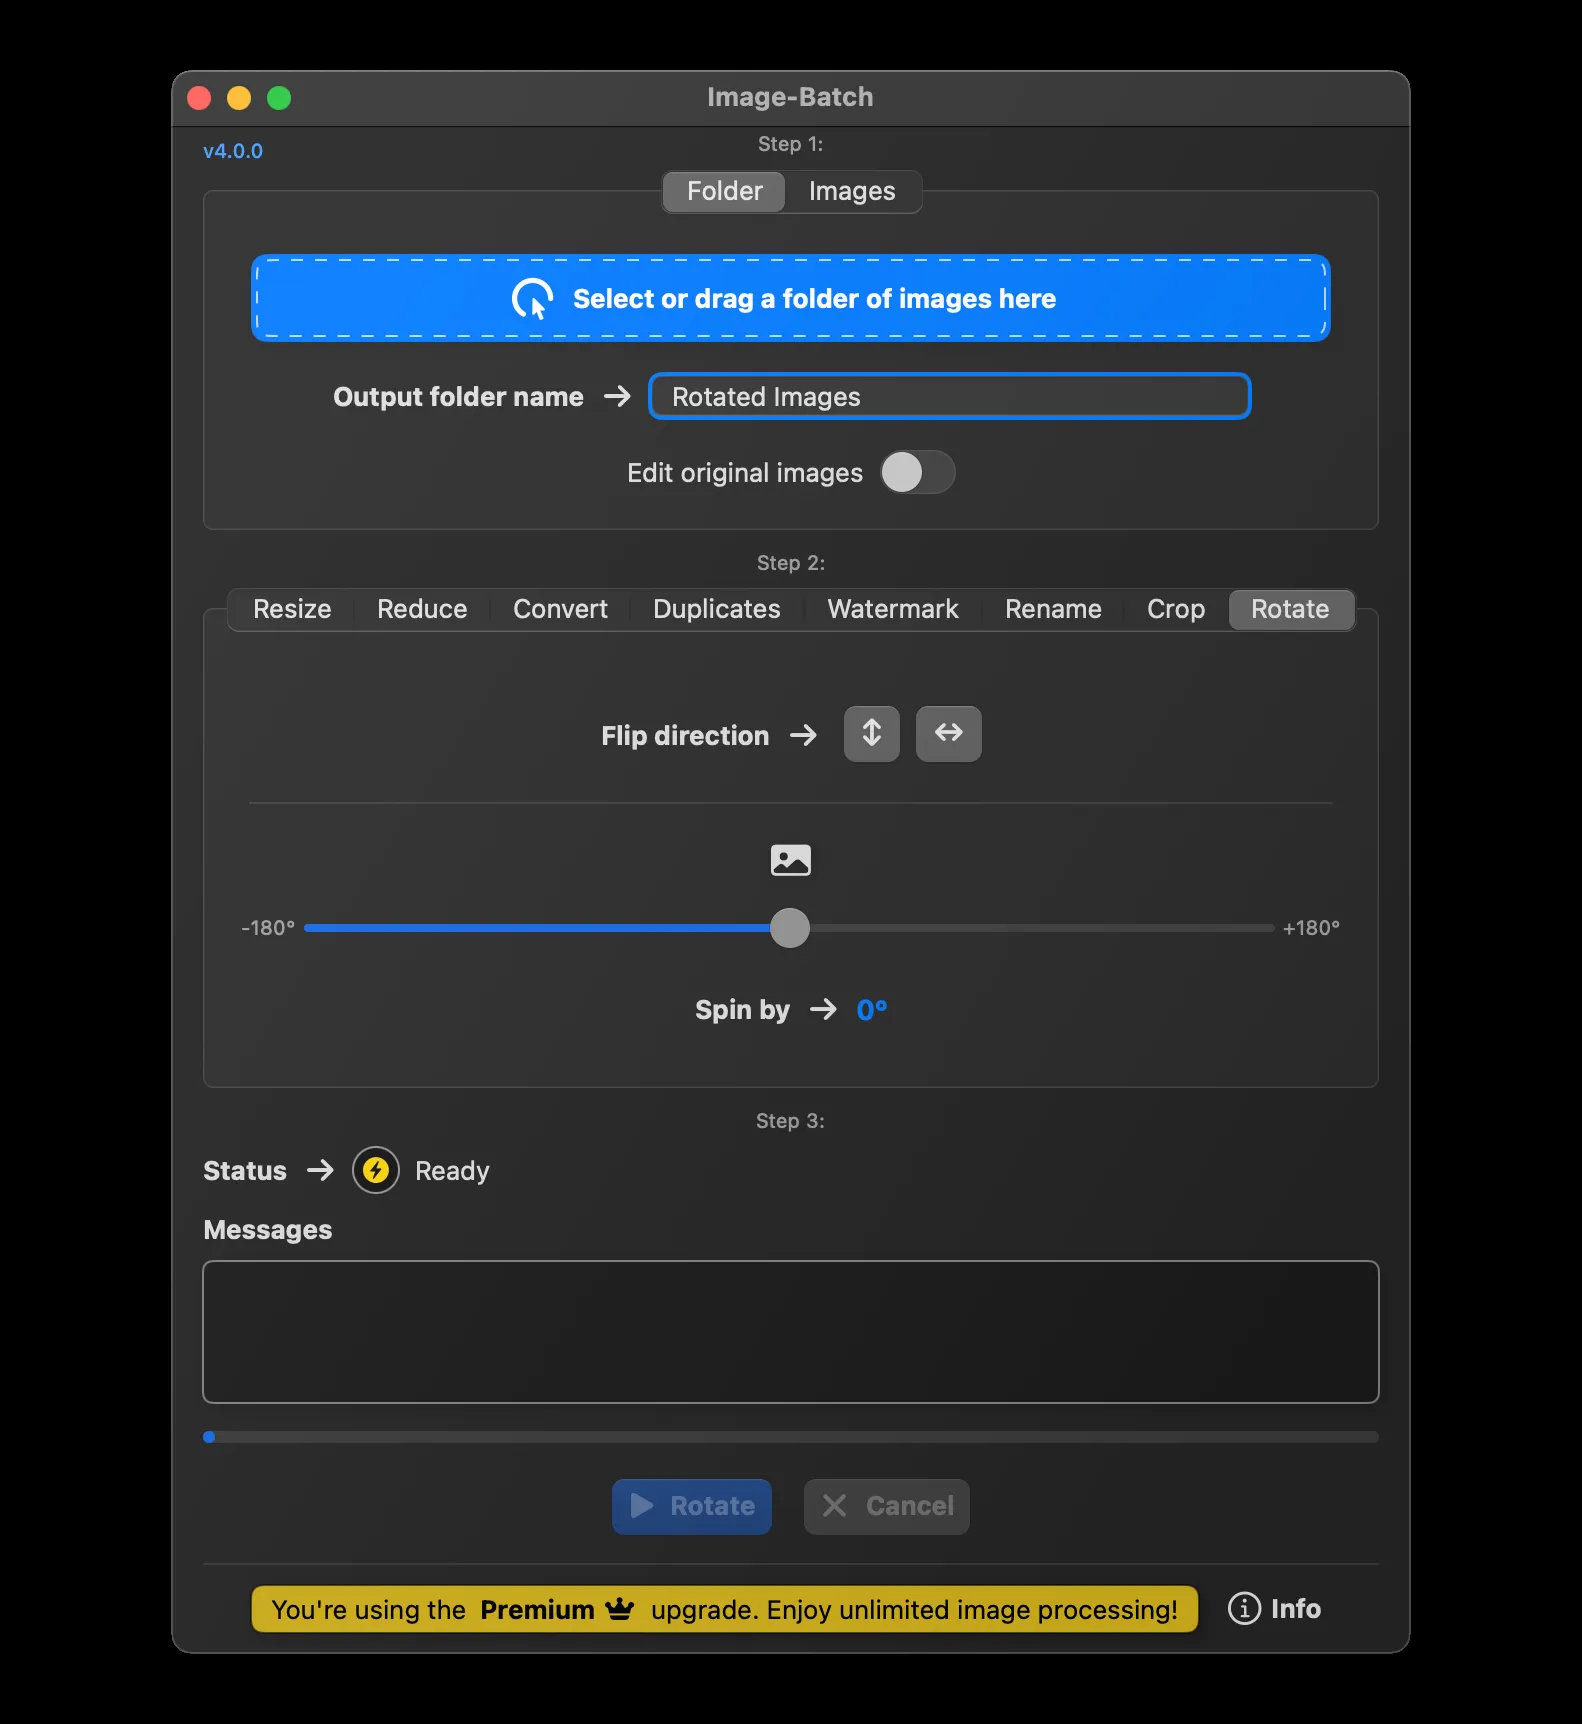 Image-Batch
v4.0.0
Step 1:
Folder Images
Select or drag a folder of images here
Output folder name → Rotated Images
Edit original images
Step 2:
Resize Reduce Convert Duplicates Watermark Rename Crop Rotate
Flip direction →
-180° +180°
Spin by → 0°
Step 3:
Status → Ready
Messages
Rotate Cancel
You're using the Premium upgrade. Enjoy unlimited image processing! Info